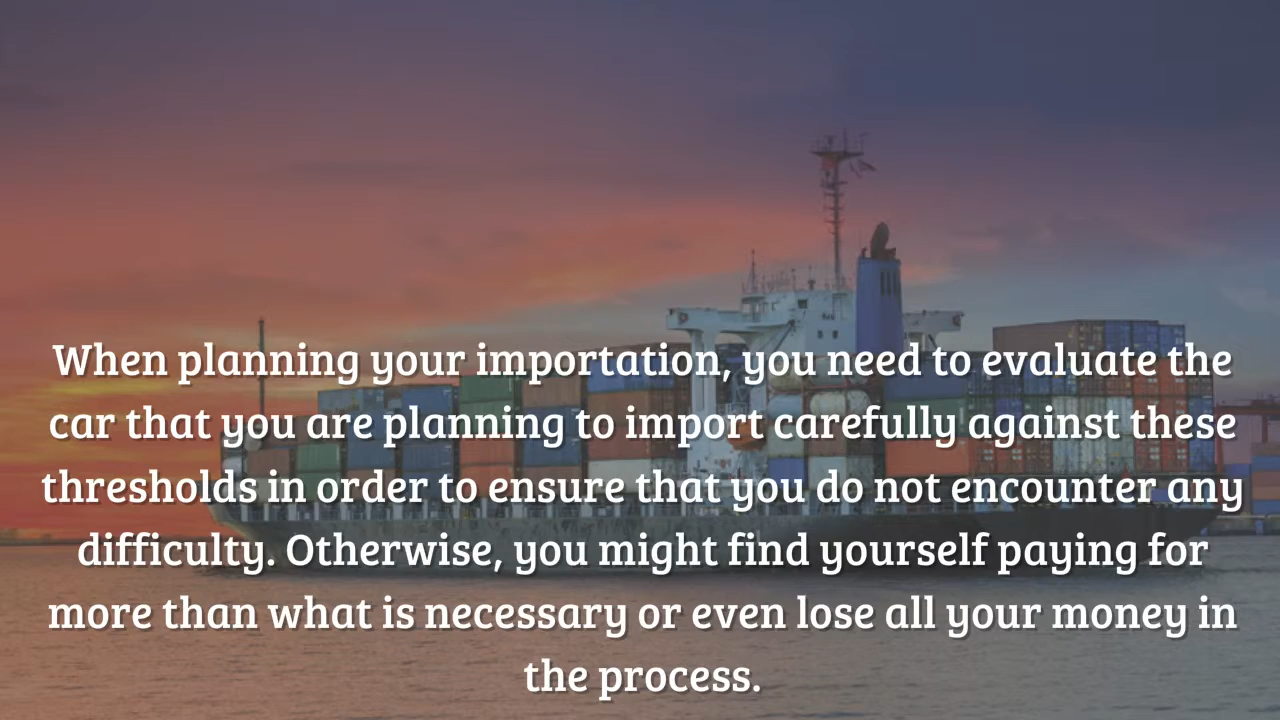 When planning your importation, you need to evaluate the
car that you are planning to import carefully against these
thresholds in order to ensure that you do not encounter any
difficulty. Otherwise, you might find yourself paying for
more than what is necessary or even lose all your money in
the process.